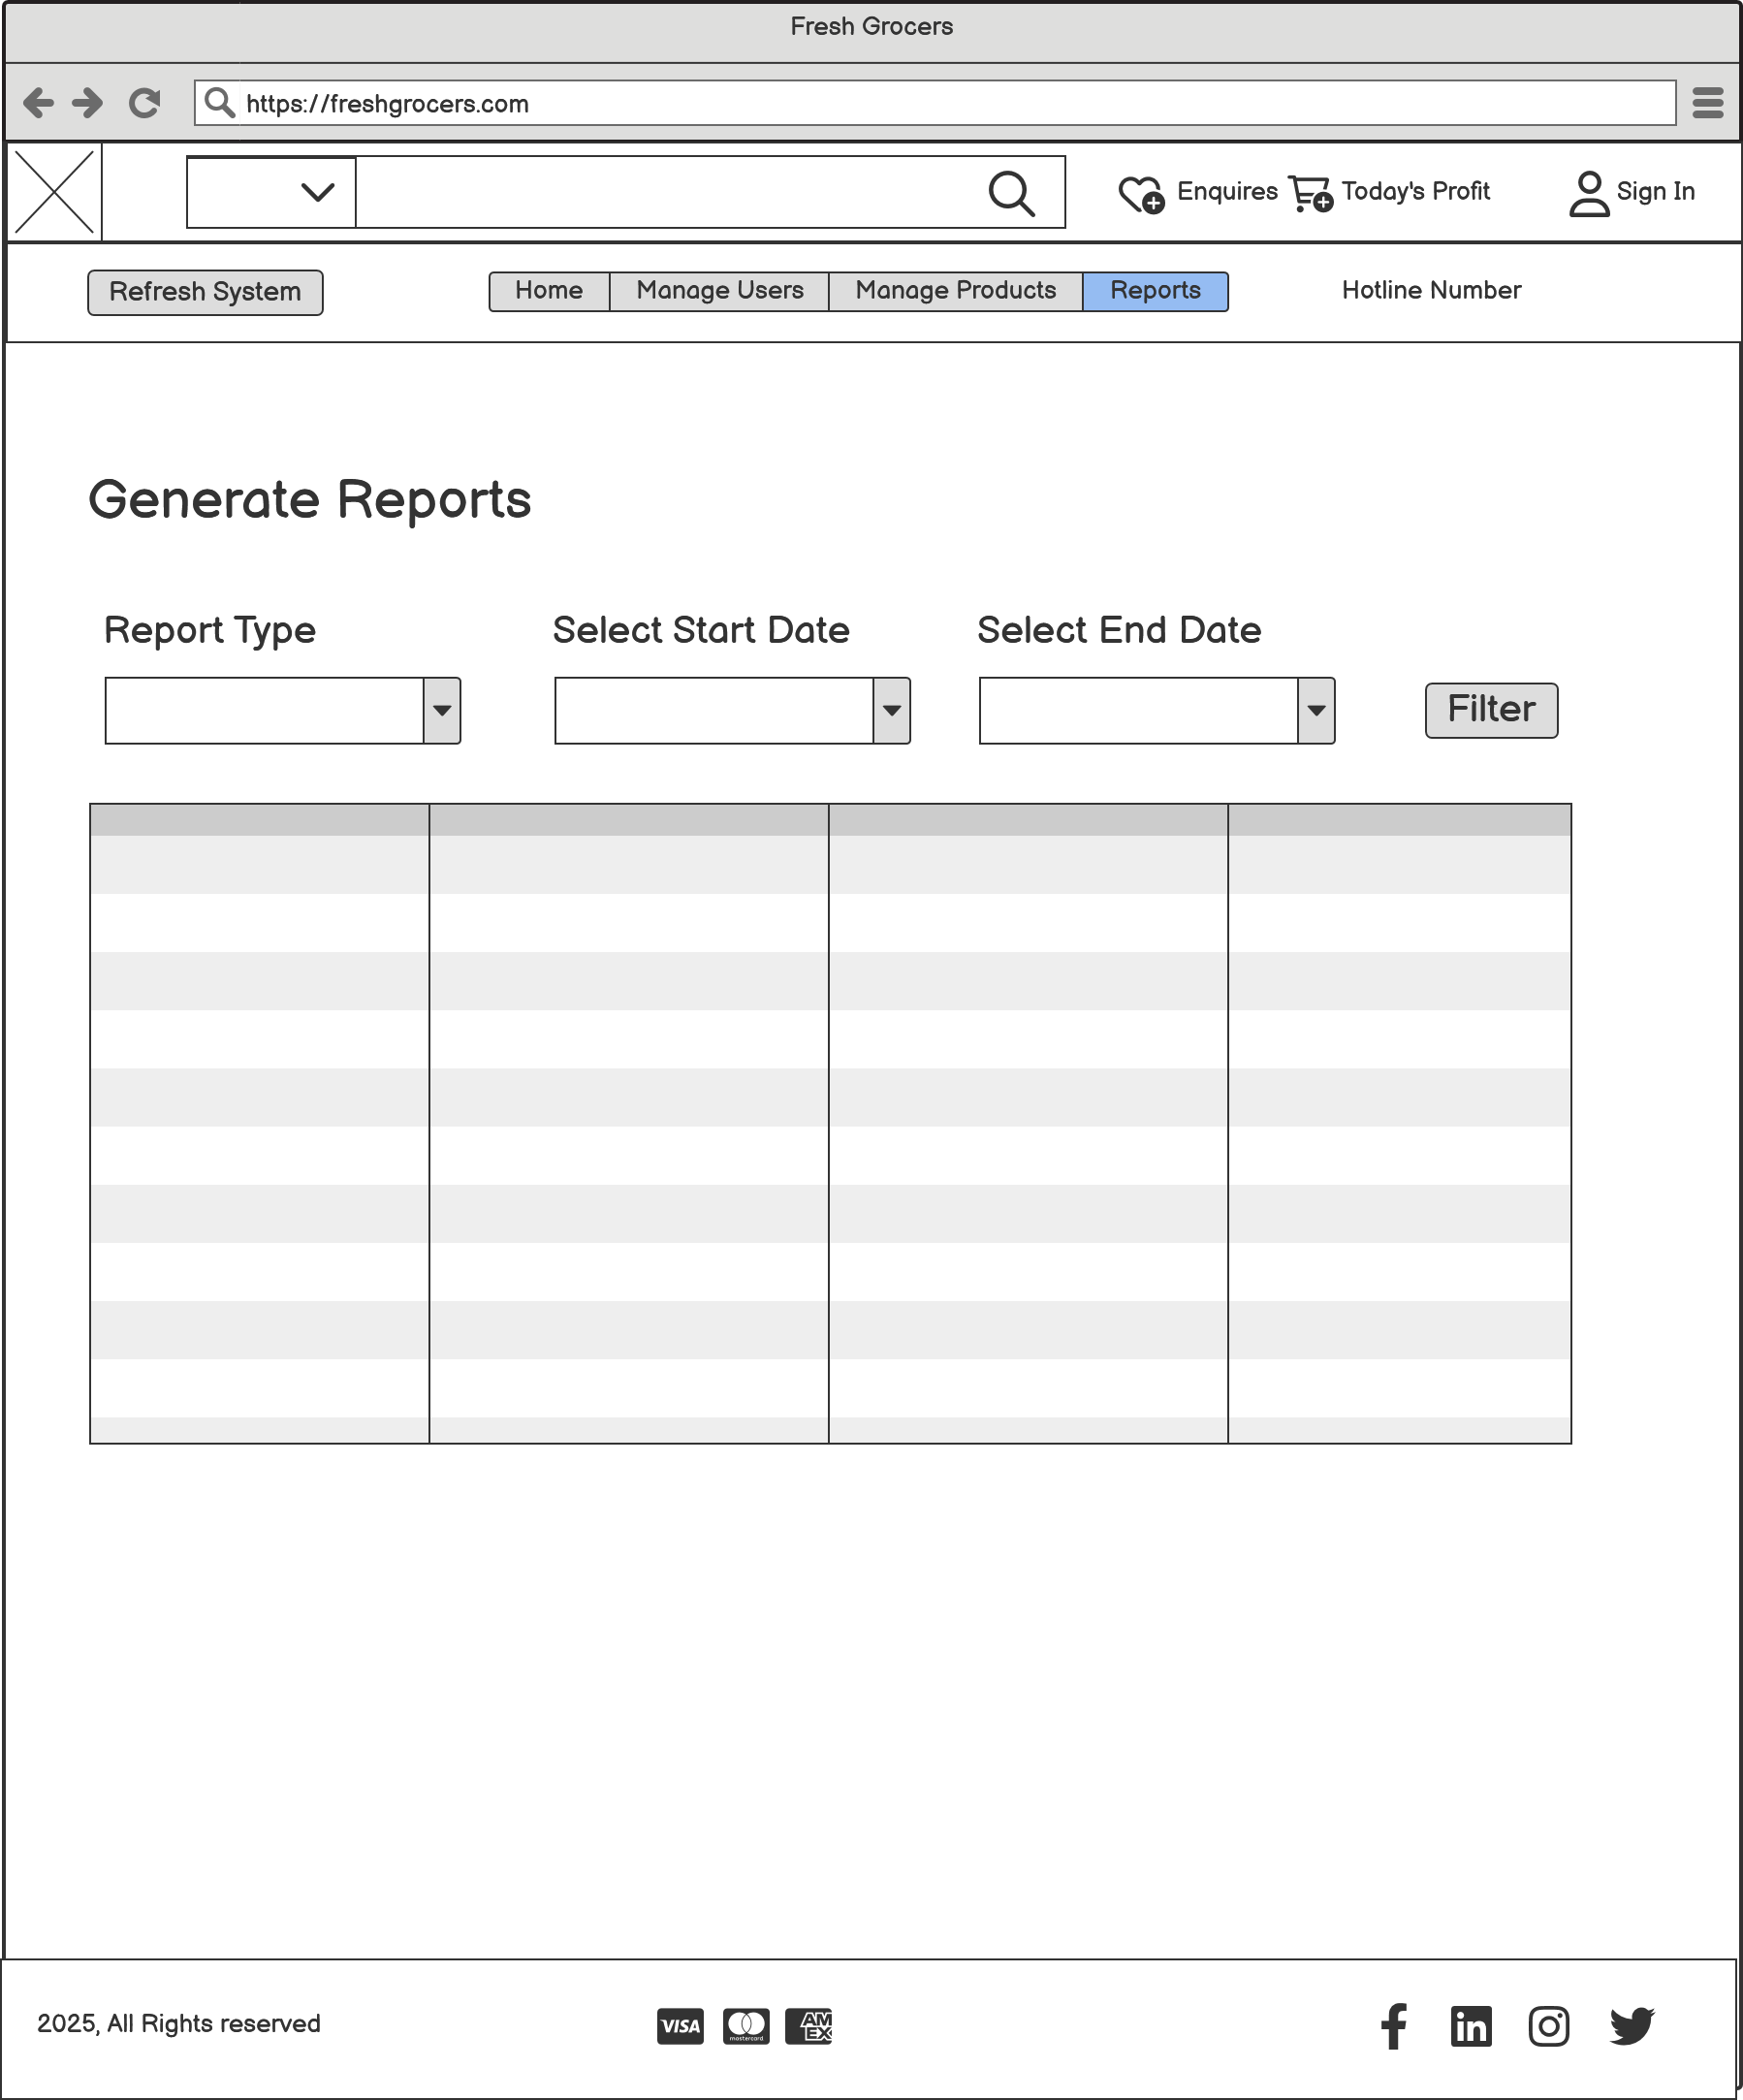 Fresh Grocers
https://freshgrocers.com
Enquires Today's Profit Sign In
Refresh System Home Manage Users Manage Products Reports Hotline Number
Generate Reports
Report Type Select Start Date Select End Date
Filter
2025, All Rights reserved VISA mastercard AM
EX